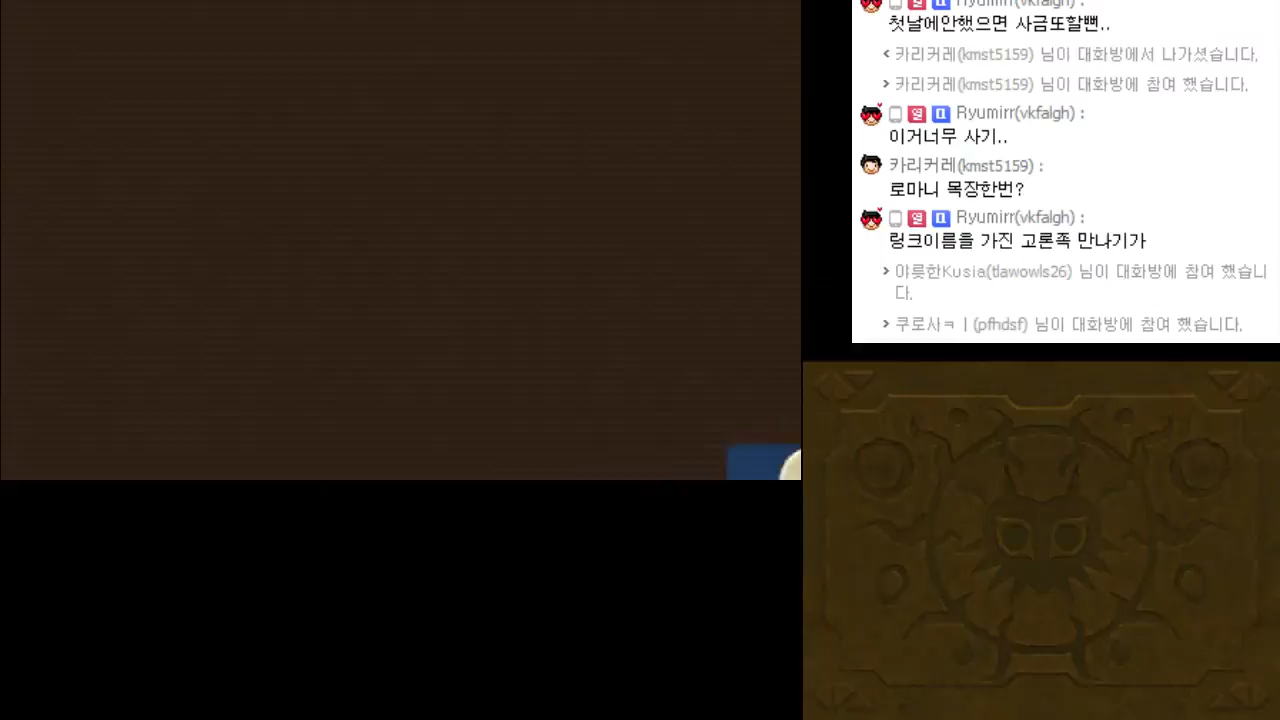 Ryumirr(vkfalgh) :
첫날에안했으면 사금또할뻔..
카리커레(kmst5159) 님이 대화방에서 나가셨습니다.
카리커레(kmst5159) 님이 대화방에 참여 했습니다.
열 Ryumirr(vkfalgh) :
이거너무 사기..
카리커레(kmst5159) :
로마니 목장한번?
열 Ryumirr(vkfalgh) :
링크이름을 가진 고론족 만나기가
야릇한Kusia(tlawowls26) 님이 대화방에 참여 했습니
다.
쿠로사ㅋㅣ(pfhdsf) 님이 대화방에 참여 했습니다.